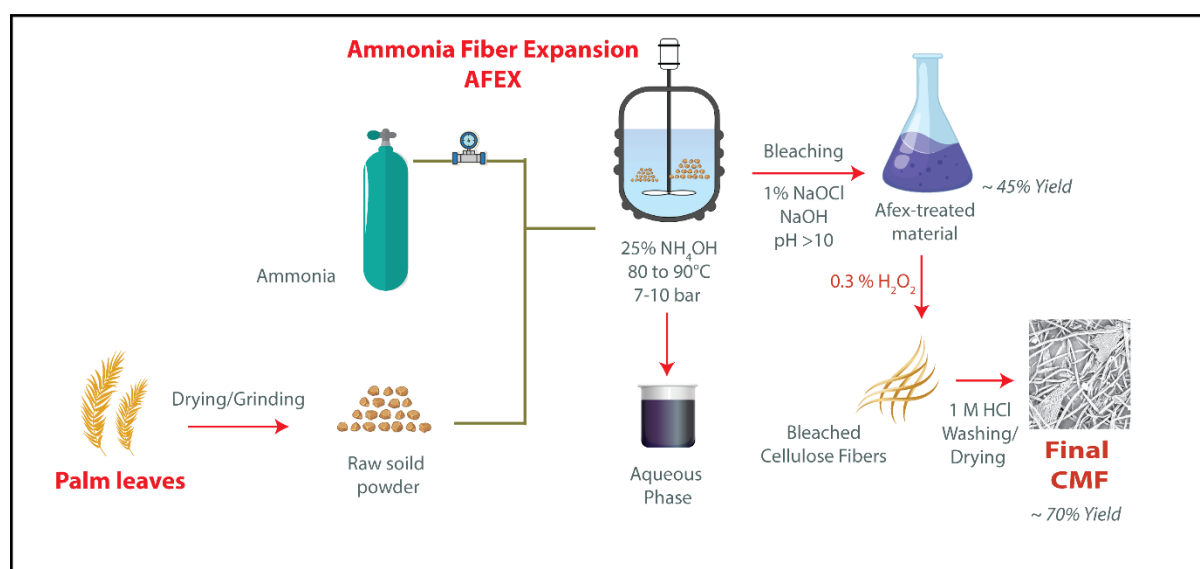 Ammonia Fiber Expansion
AFEX
Ammonia
25% NH₄OH
80 to 90°C
7-10 bar
Bleaching
1% NaOCl
NaOH
pH >10
~ 45% Yield
Afex-treated
material
0.3 % H₂O₂
Palm leaves
Drying/Grinding
Raw soild
powder
Aqueous
Phase
Bleached
Cellulose Fibers
1 M HCl
Washing/
Drying
Final
CMF
~ 70% Yield